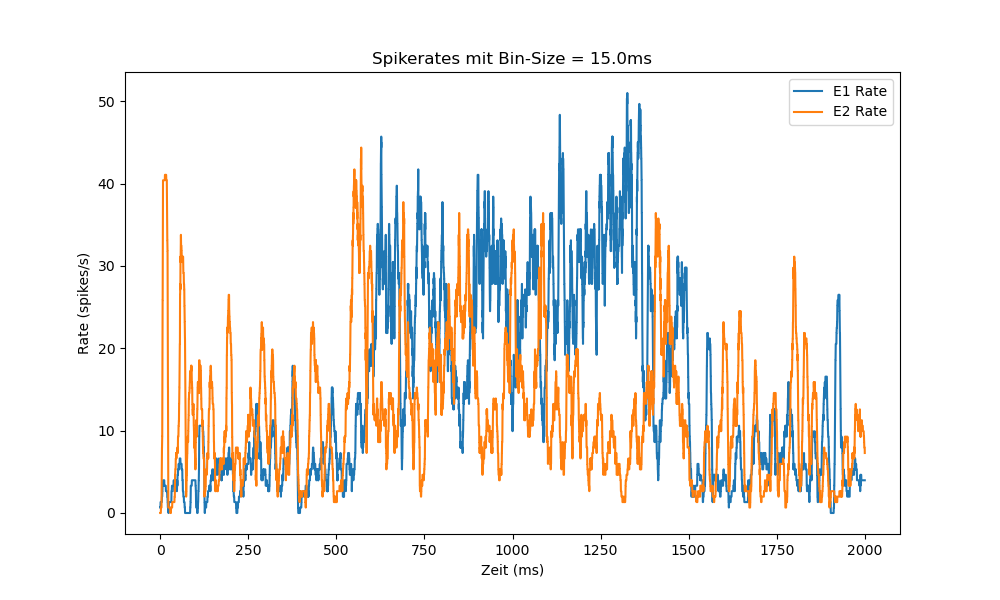 Spikerates mit Bin-Size = 15.0ms
E1 Rate
E2 Rate
50
40
30
20
10
0
Rate (spikes/s)
0 250 500 750 1000 1250 1500 1750 2000
Zeit (ms)